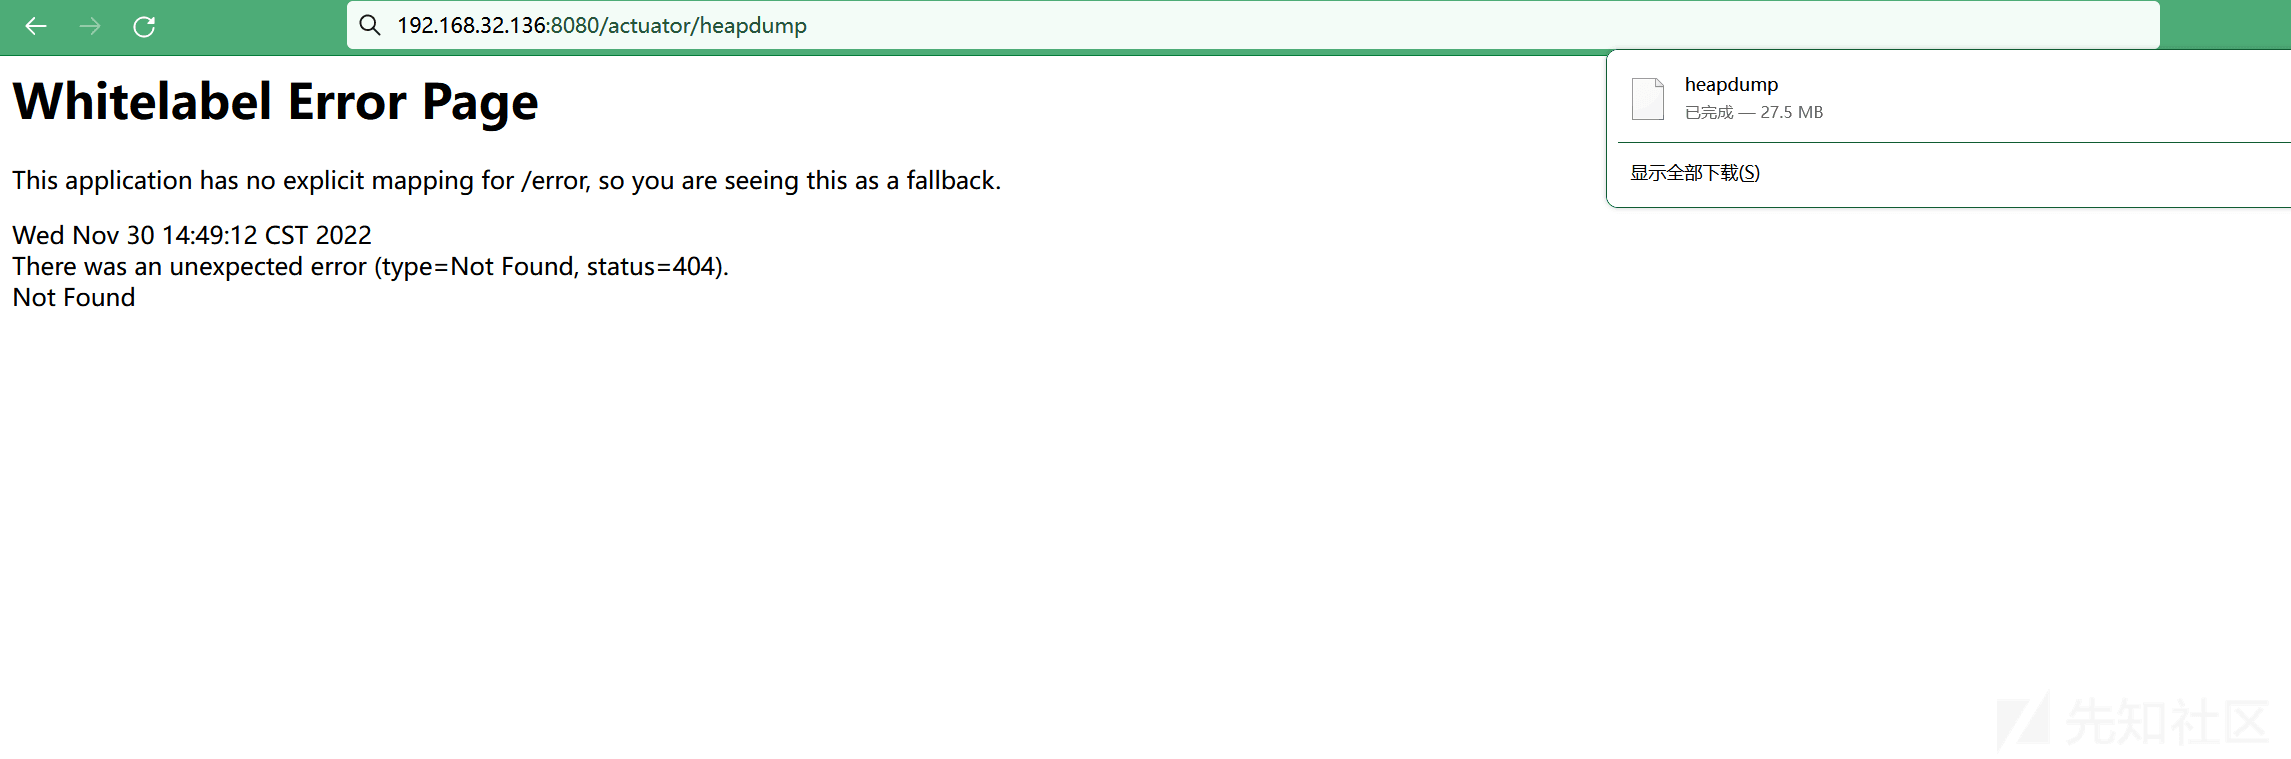 192.168.32.136:8080/actuator/heapdump
heapdump
已完成 — 27.5 MB
显示全部下载(S)
Whitelabel Error Page
This application has no explicit mapping for /error, so you are seeing this as a fallback.
Wed Nov 30 14:49:12 CST 2022
There was an unexpected error (type=Not Found, status=404).
Not Found
先知社区